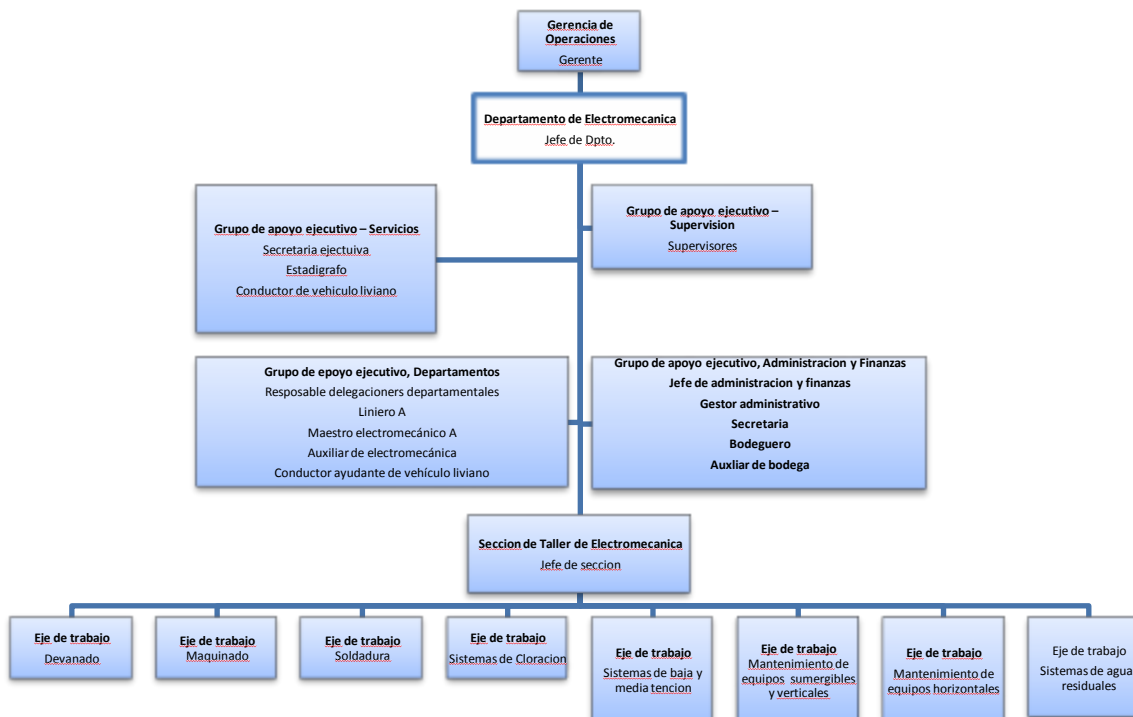 Gerencia de
Operaciones
Gerente
Departamento de Electromecanica
Jefe de Dpto.
Grupo de apoyo ejecutivo – Servicios
Secretaria ejectuiva
Estadigrafo
Conductor de vehiculo liviano
Grupo de apoyo ejecutivo –
Supervision
Supervisores
Grupo de epoyo ejecutivo, Departamentos
Resposable delegacioners departamentales
Liniero A
Maestro electromecánico A
Auxiliar de electromecánica
Conductor ayudante de vehículo liviano
Grupo de apoyo ejecutivo, Administracion y Finanzas
Jefe de administracion y finanzas
Gestor administrativo
Secretaria
Bodeguero
Auxliar de bodega
Seccion de Taller de Electromecanica
Jefe de seccion
Eje de trabajo
Devanado
Eje de trabajo
Maquinado
Eje de trabajo
Soldadura
Eje de trabajo
Sistemas de Cloracion
Eje de trabajo
Sistemas de baja y
media tencion
Eje de trabajo
Mantenimiento de
equipos sumergibles
y verticales
Eje de trabajo
Mantenimiento de
equipos horizontales
Eje de trabajo
Sistemas de agua
residuales